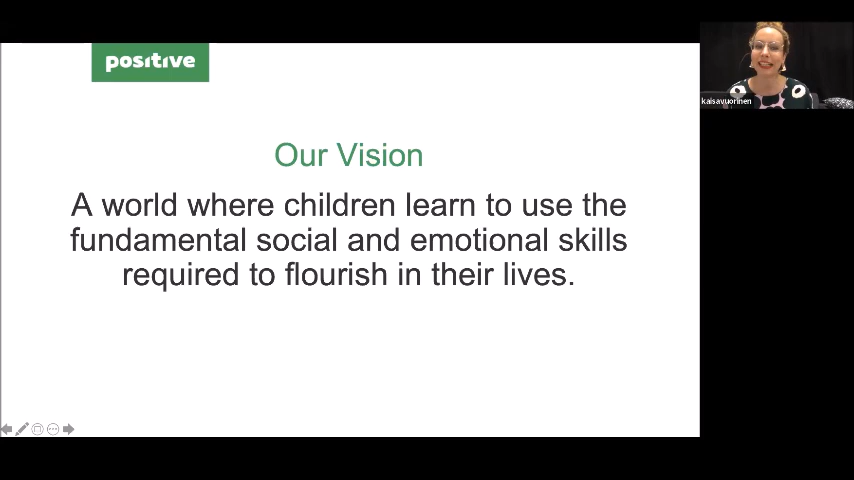 positive
kaisavuorinen
Our Vision
A world where children learn to use the
fundamental social and emotional skills
required to flourish in their lives.